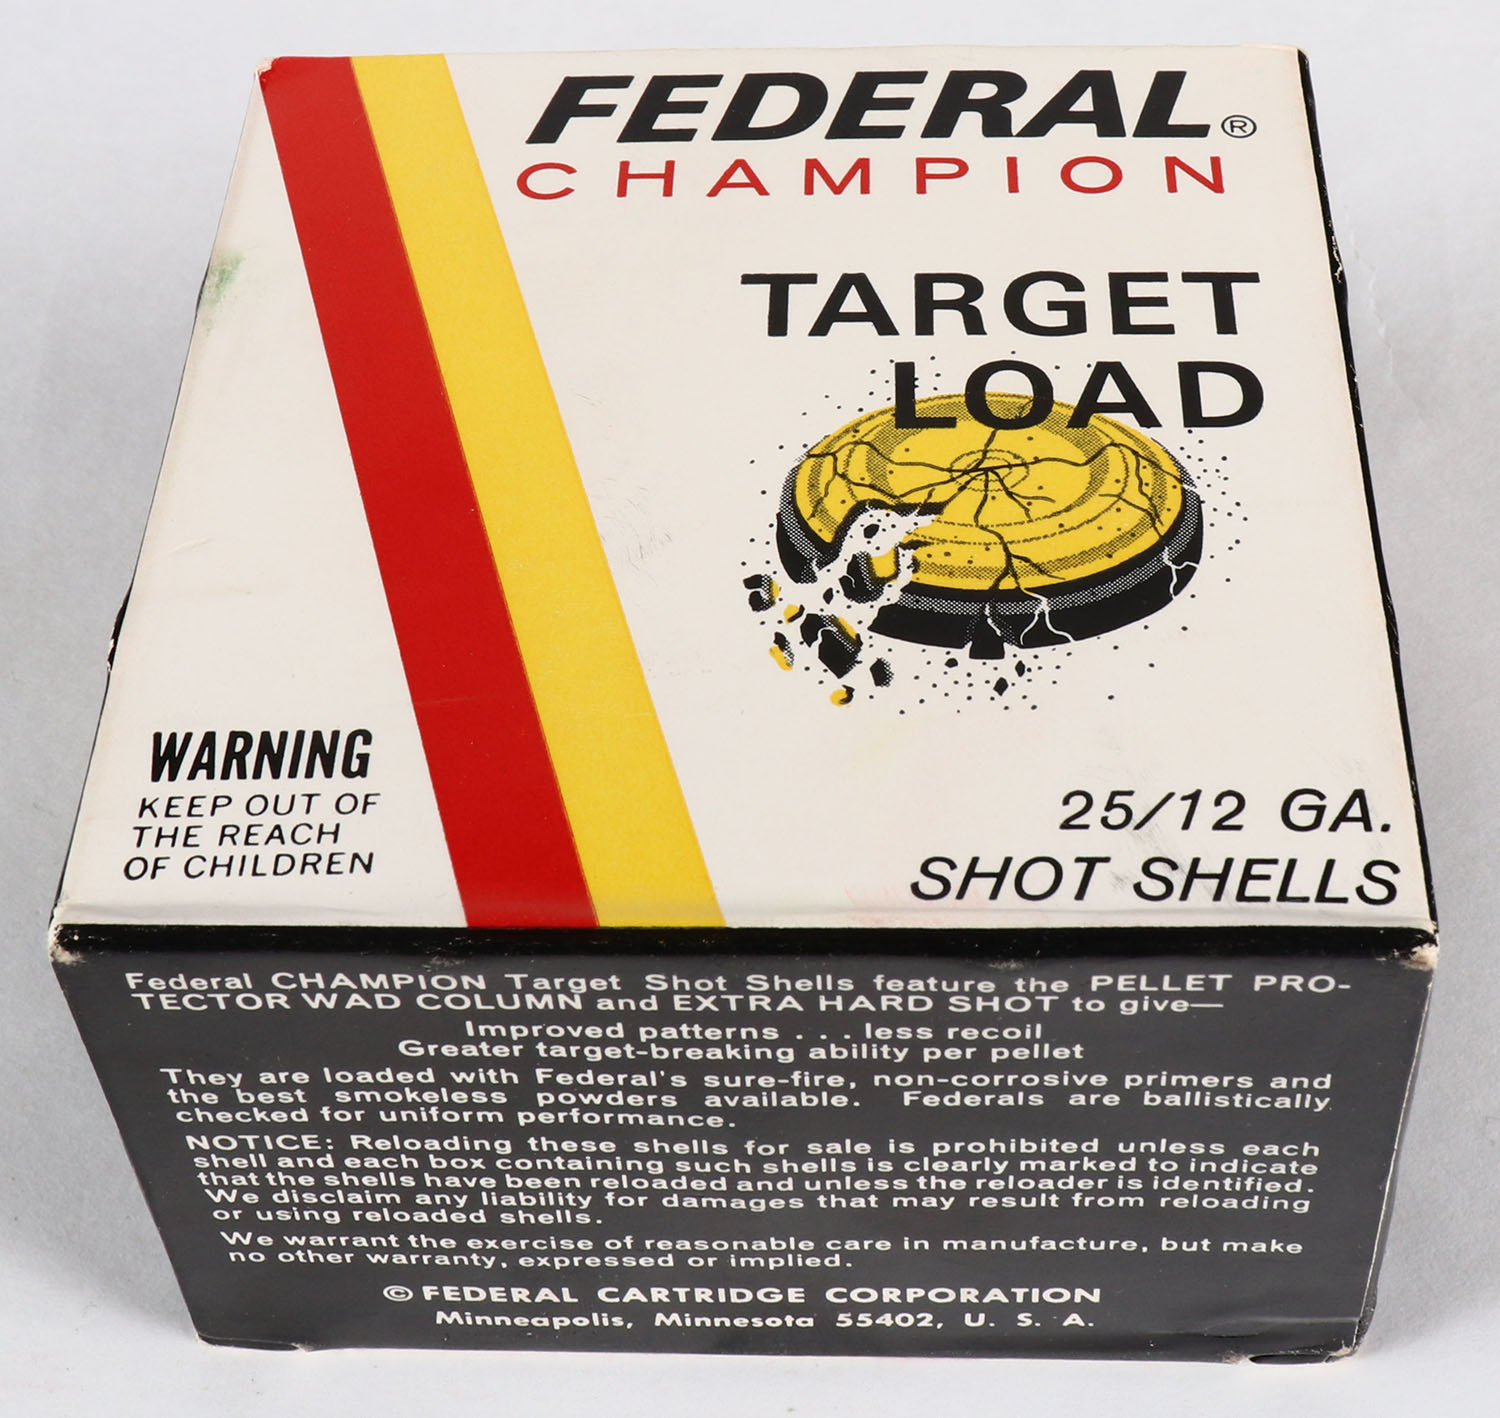 FEDERAL®
CHAMPION
TARGET
LOAD
WARNING
KEEP OUT OF
THE REACH
OF CHILDREN
25/12 GA.
SHOT SHELLS
Federal CHAMPION Target Shot Shells feature the PELLET PRO-
TECTOR WAD COLUMN and EXTRA HARD SHOT to give—
Improved patterns . . . less recoil
Greater target-breaking ability per pellet
They are loaded with Federal's sure-fire, non-corrosive primers and
the best smokeless powders available. Federals are ballistically
checked for uniform performance.
NOTICE: Reloading these shells for sale is prohibited unless each
shell and each box containing such shells is clearly marked to indicate
that the shells have been reloaded and unless the reloader is identified.
We disclaim any liability for damages that may result from reloading
or using reloaded shells.
We warrant the exercise of reasonable care in manufacture, but make
no other warranty, expressed or implied.
© FEDERAL CARTRIDGE CORPORATION
Minneapolis, Minnesota 55402, U. S. A.